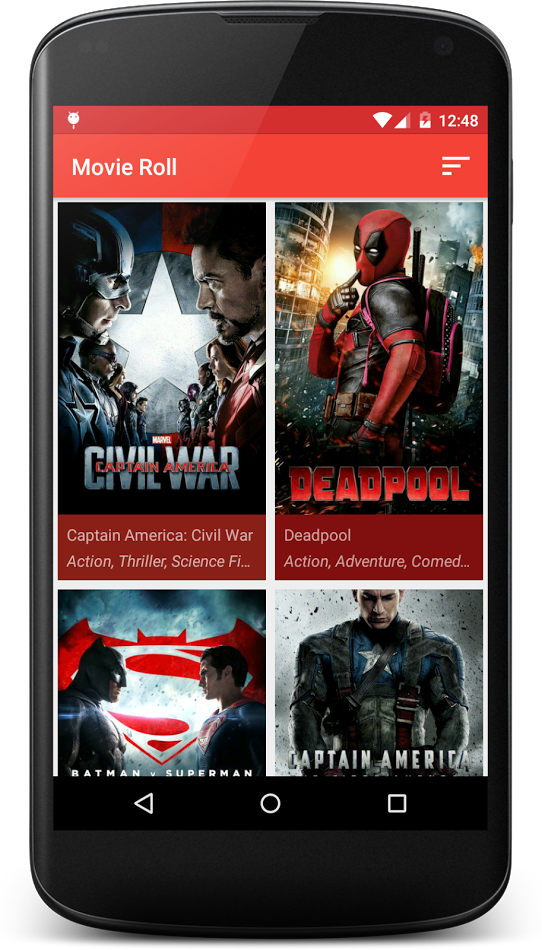 12:48
Movie Roll
MARVEL
CIVIL WAR
CAPTAIN AMERICA
DEADPOOL
Captain America: Civil War
Action, Thriller, Science Fi...
Deadpool
Action, Adventure, Comed...
BATMAN V SUPERMAN
CAPTAIN AMERICA